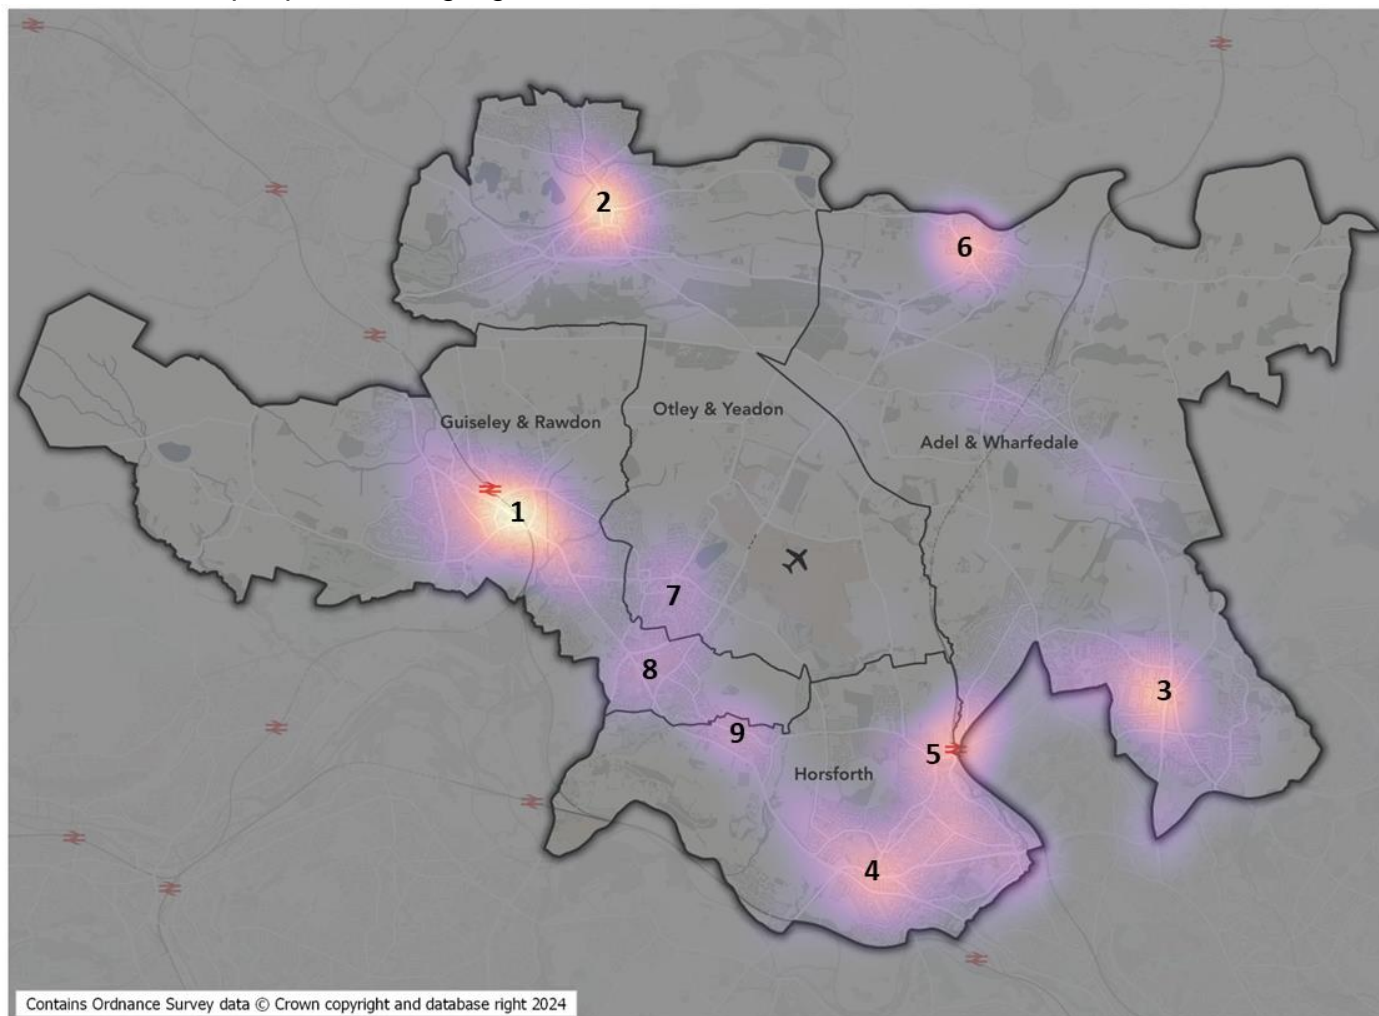 2
6
Otley & Yeadon
Guiseley & Rawdon
Adel & Wharfedale
1
7
8
3
9
5
Horsforth
4
Contains Ordnance Survey data © Crown copyright and database right 2024